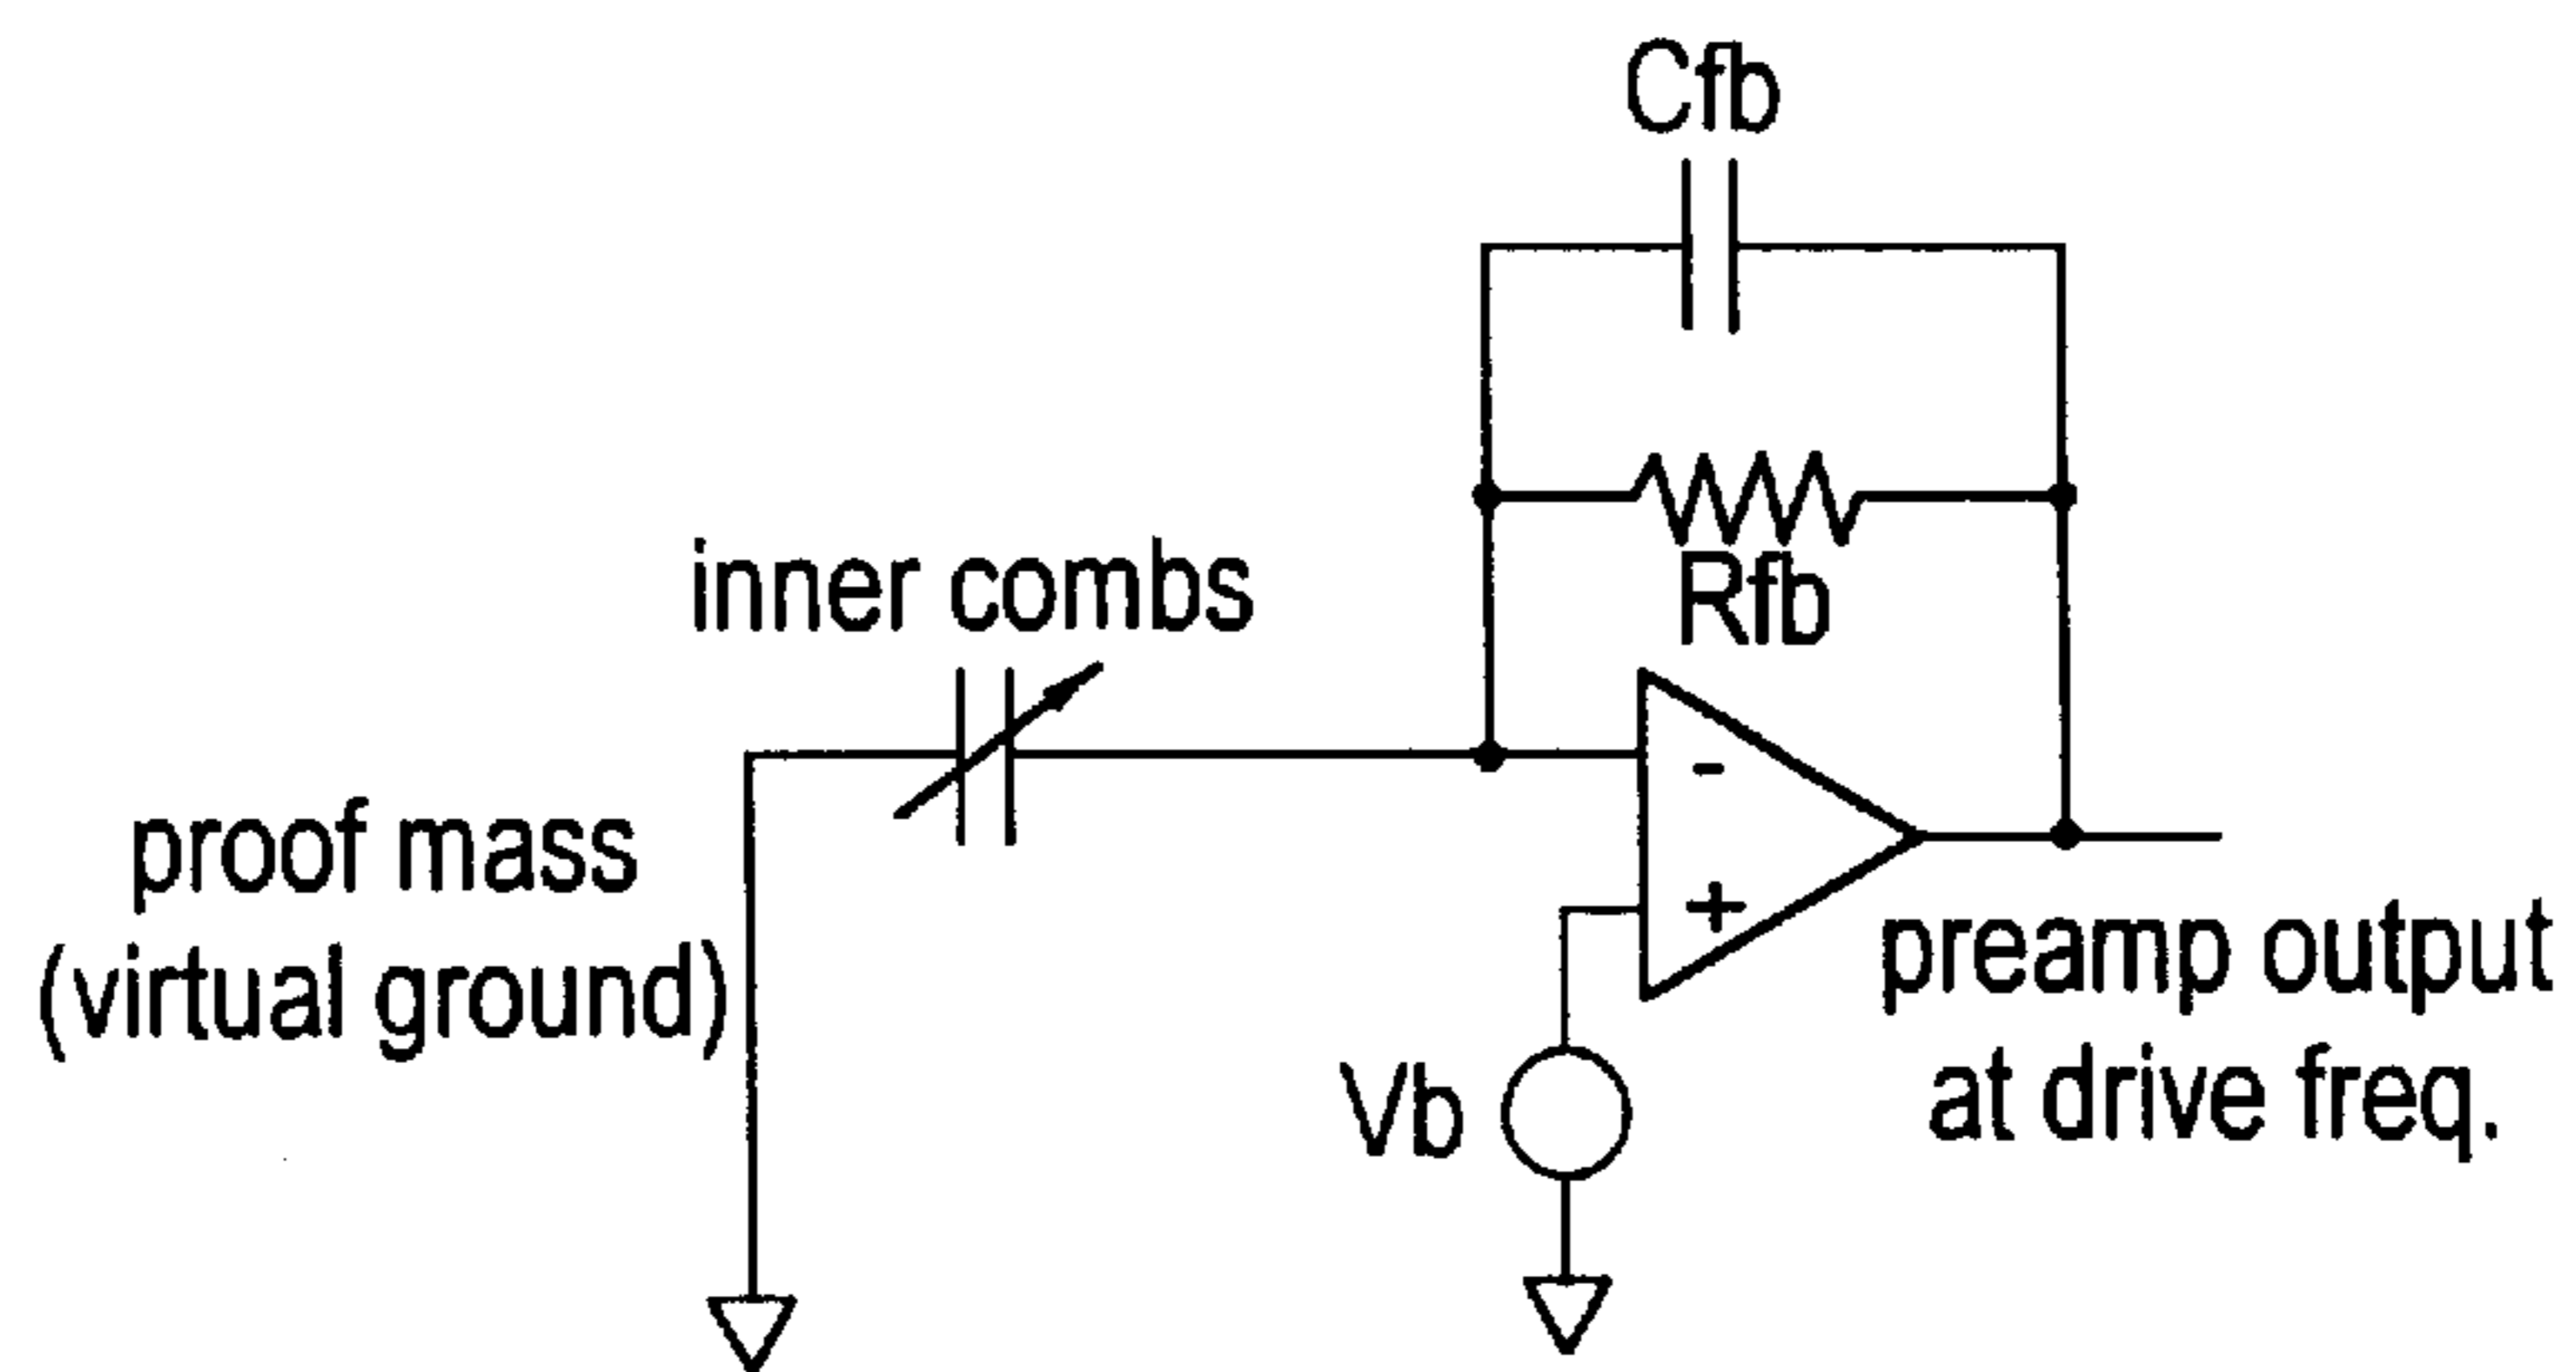 Cfb
Rfb
inner combs
proof mass
(virtual ground)
-
+
Vb
preamp output
at drive freq.